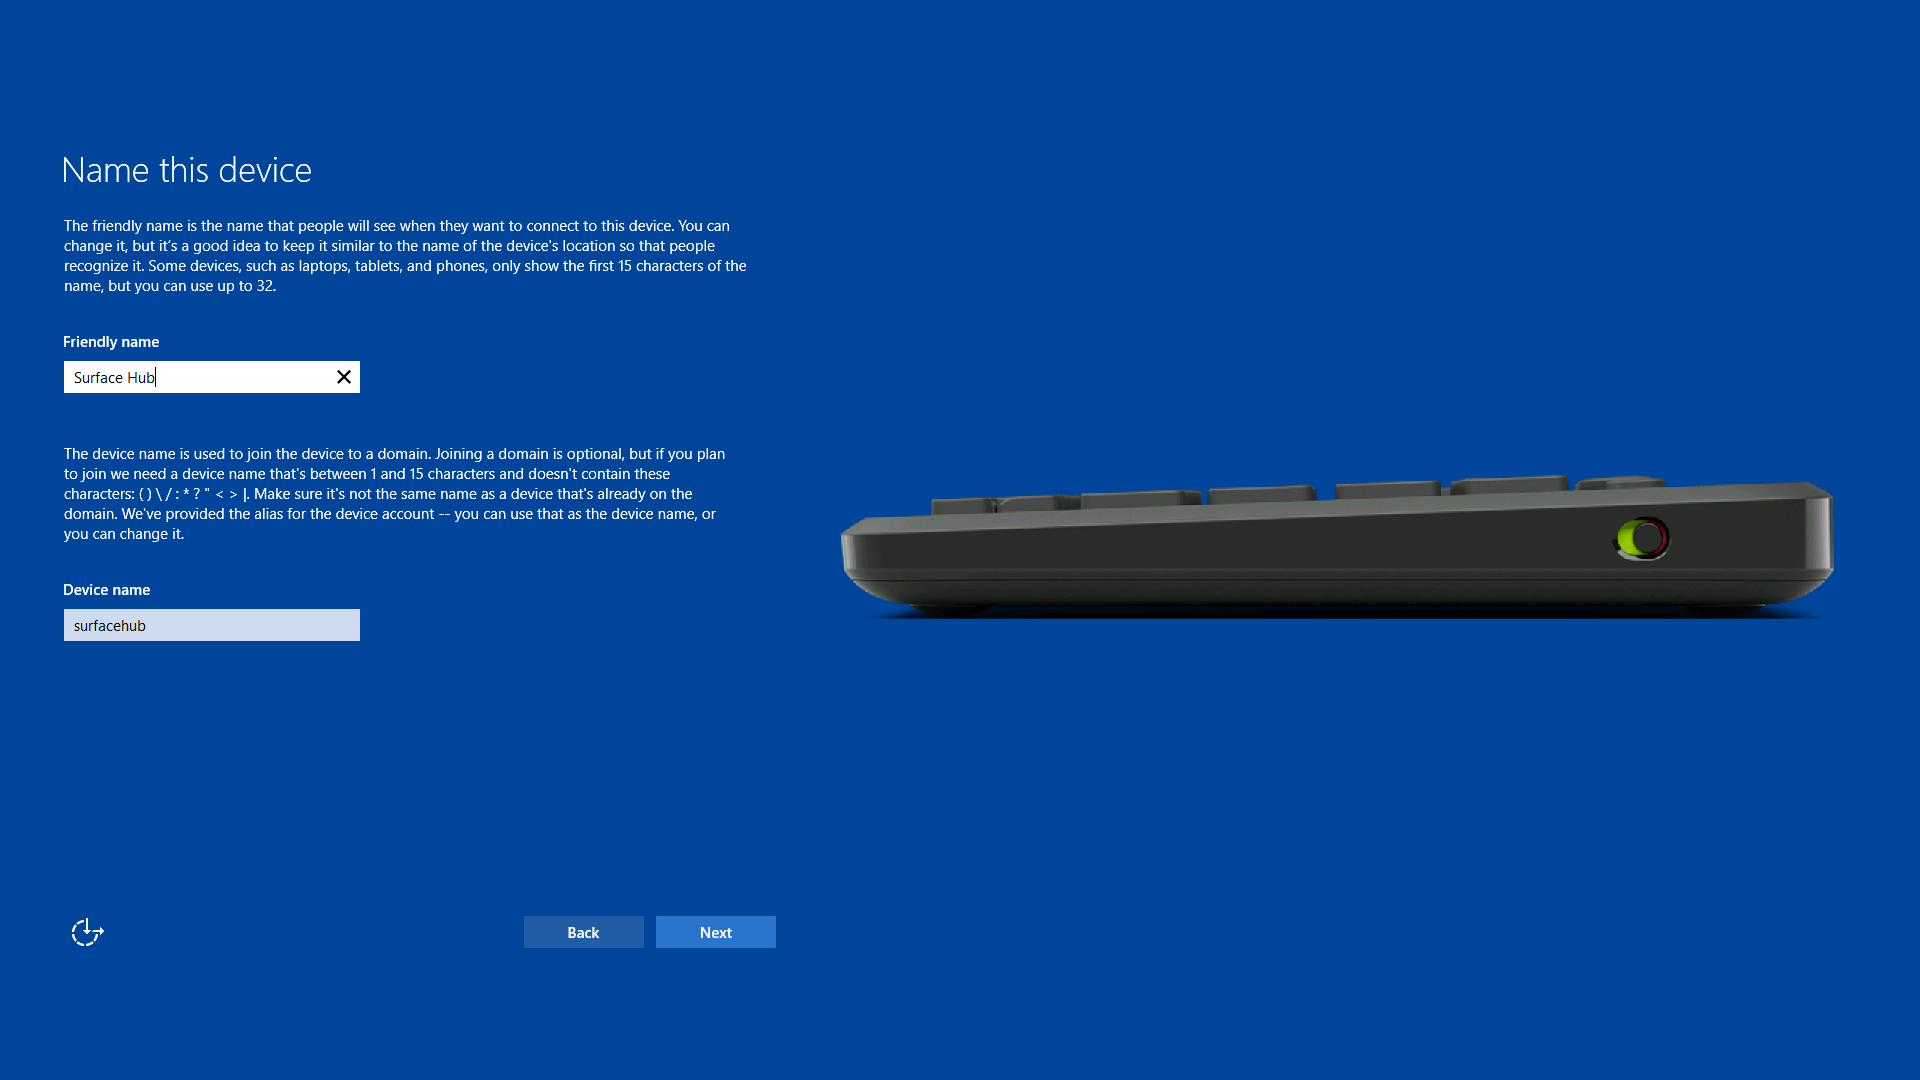 Name this device
The friendly name is the name that people will see when they want to connect to this device. You can
change it, but it's a good idea to keep it similar to the name of the device's location so that people
recognize it. Some devices, such as laptops, tablets, and phones, only show the first 15 characters of the
name, but you can use up to 32.
Friendly name
Surface Hub
The device name is used to join the device to a domain. Joining a domain is optional, but if you plan
to join we need a device name that's between 1 and 15 characters and doesn't contain these
characters: ( ) \ / : * ? " < > |. Make sure it's not the same name as a device that's already on the
domain. We've provided the alias for the device account -- you can use that as the device name, or
you can change it.
Device name
surfacehub
Back
Next